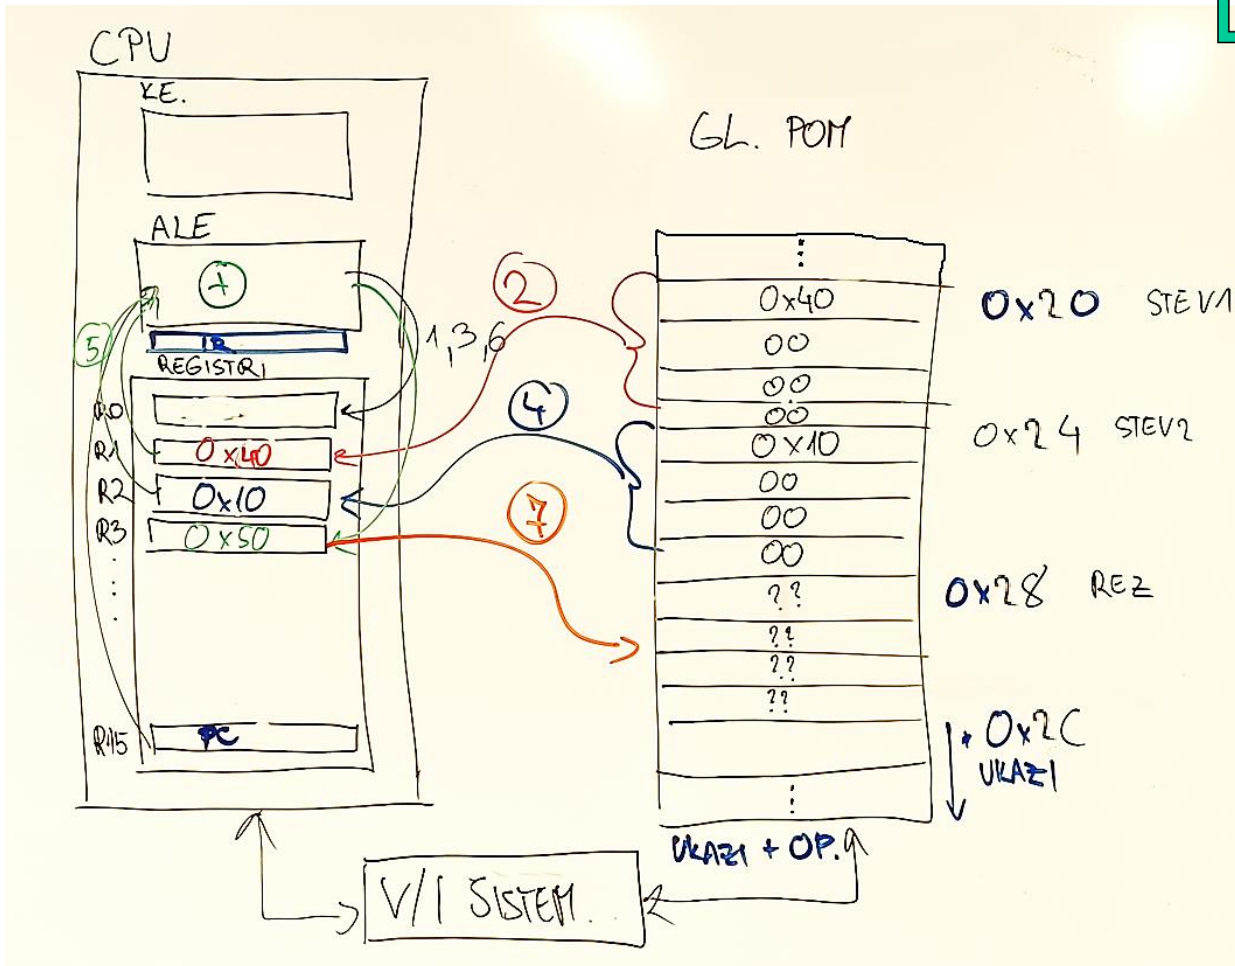 CPU
KE.
ALE
+
IR
REGISTRI
R0
R1 0x40
R2 0x10
R3 0x50
R15 PC
5
1,3,6
2
4
7
GL. POM
0x40 0x20 STEV1
00
00
00
0x10 0x24 STEV2
00
00
00
?? 0x28 REZ
??
??
??
0x2C
UKAZI
UKAZI + OP.
V/I SISTEM